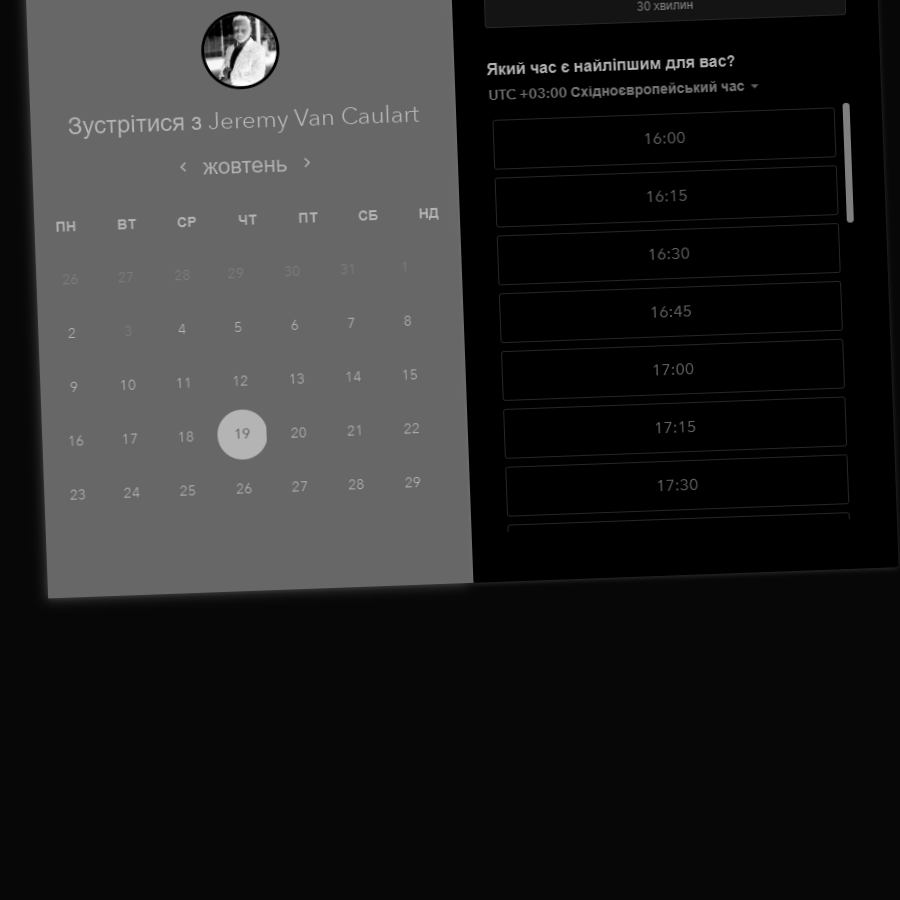 Зустрітися з Jeremy Van Caulart
‹ жовтень ›
ПН ВТ СР ЧТ ПТ СБ НД
26 27 28 29 30 31 1
2 3 4 5 6 7 8
9 10 11 12 13 14 15
16 17 18 19 20 21 22
23 24 25 26 27 28 29
30 хвилин
Який час є найліпшим для вас?
UTC +03:00 Східноєвропейський час
16:00
16:15
16:30
16:45
17:00
17:15
17:30